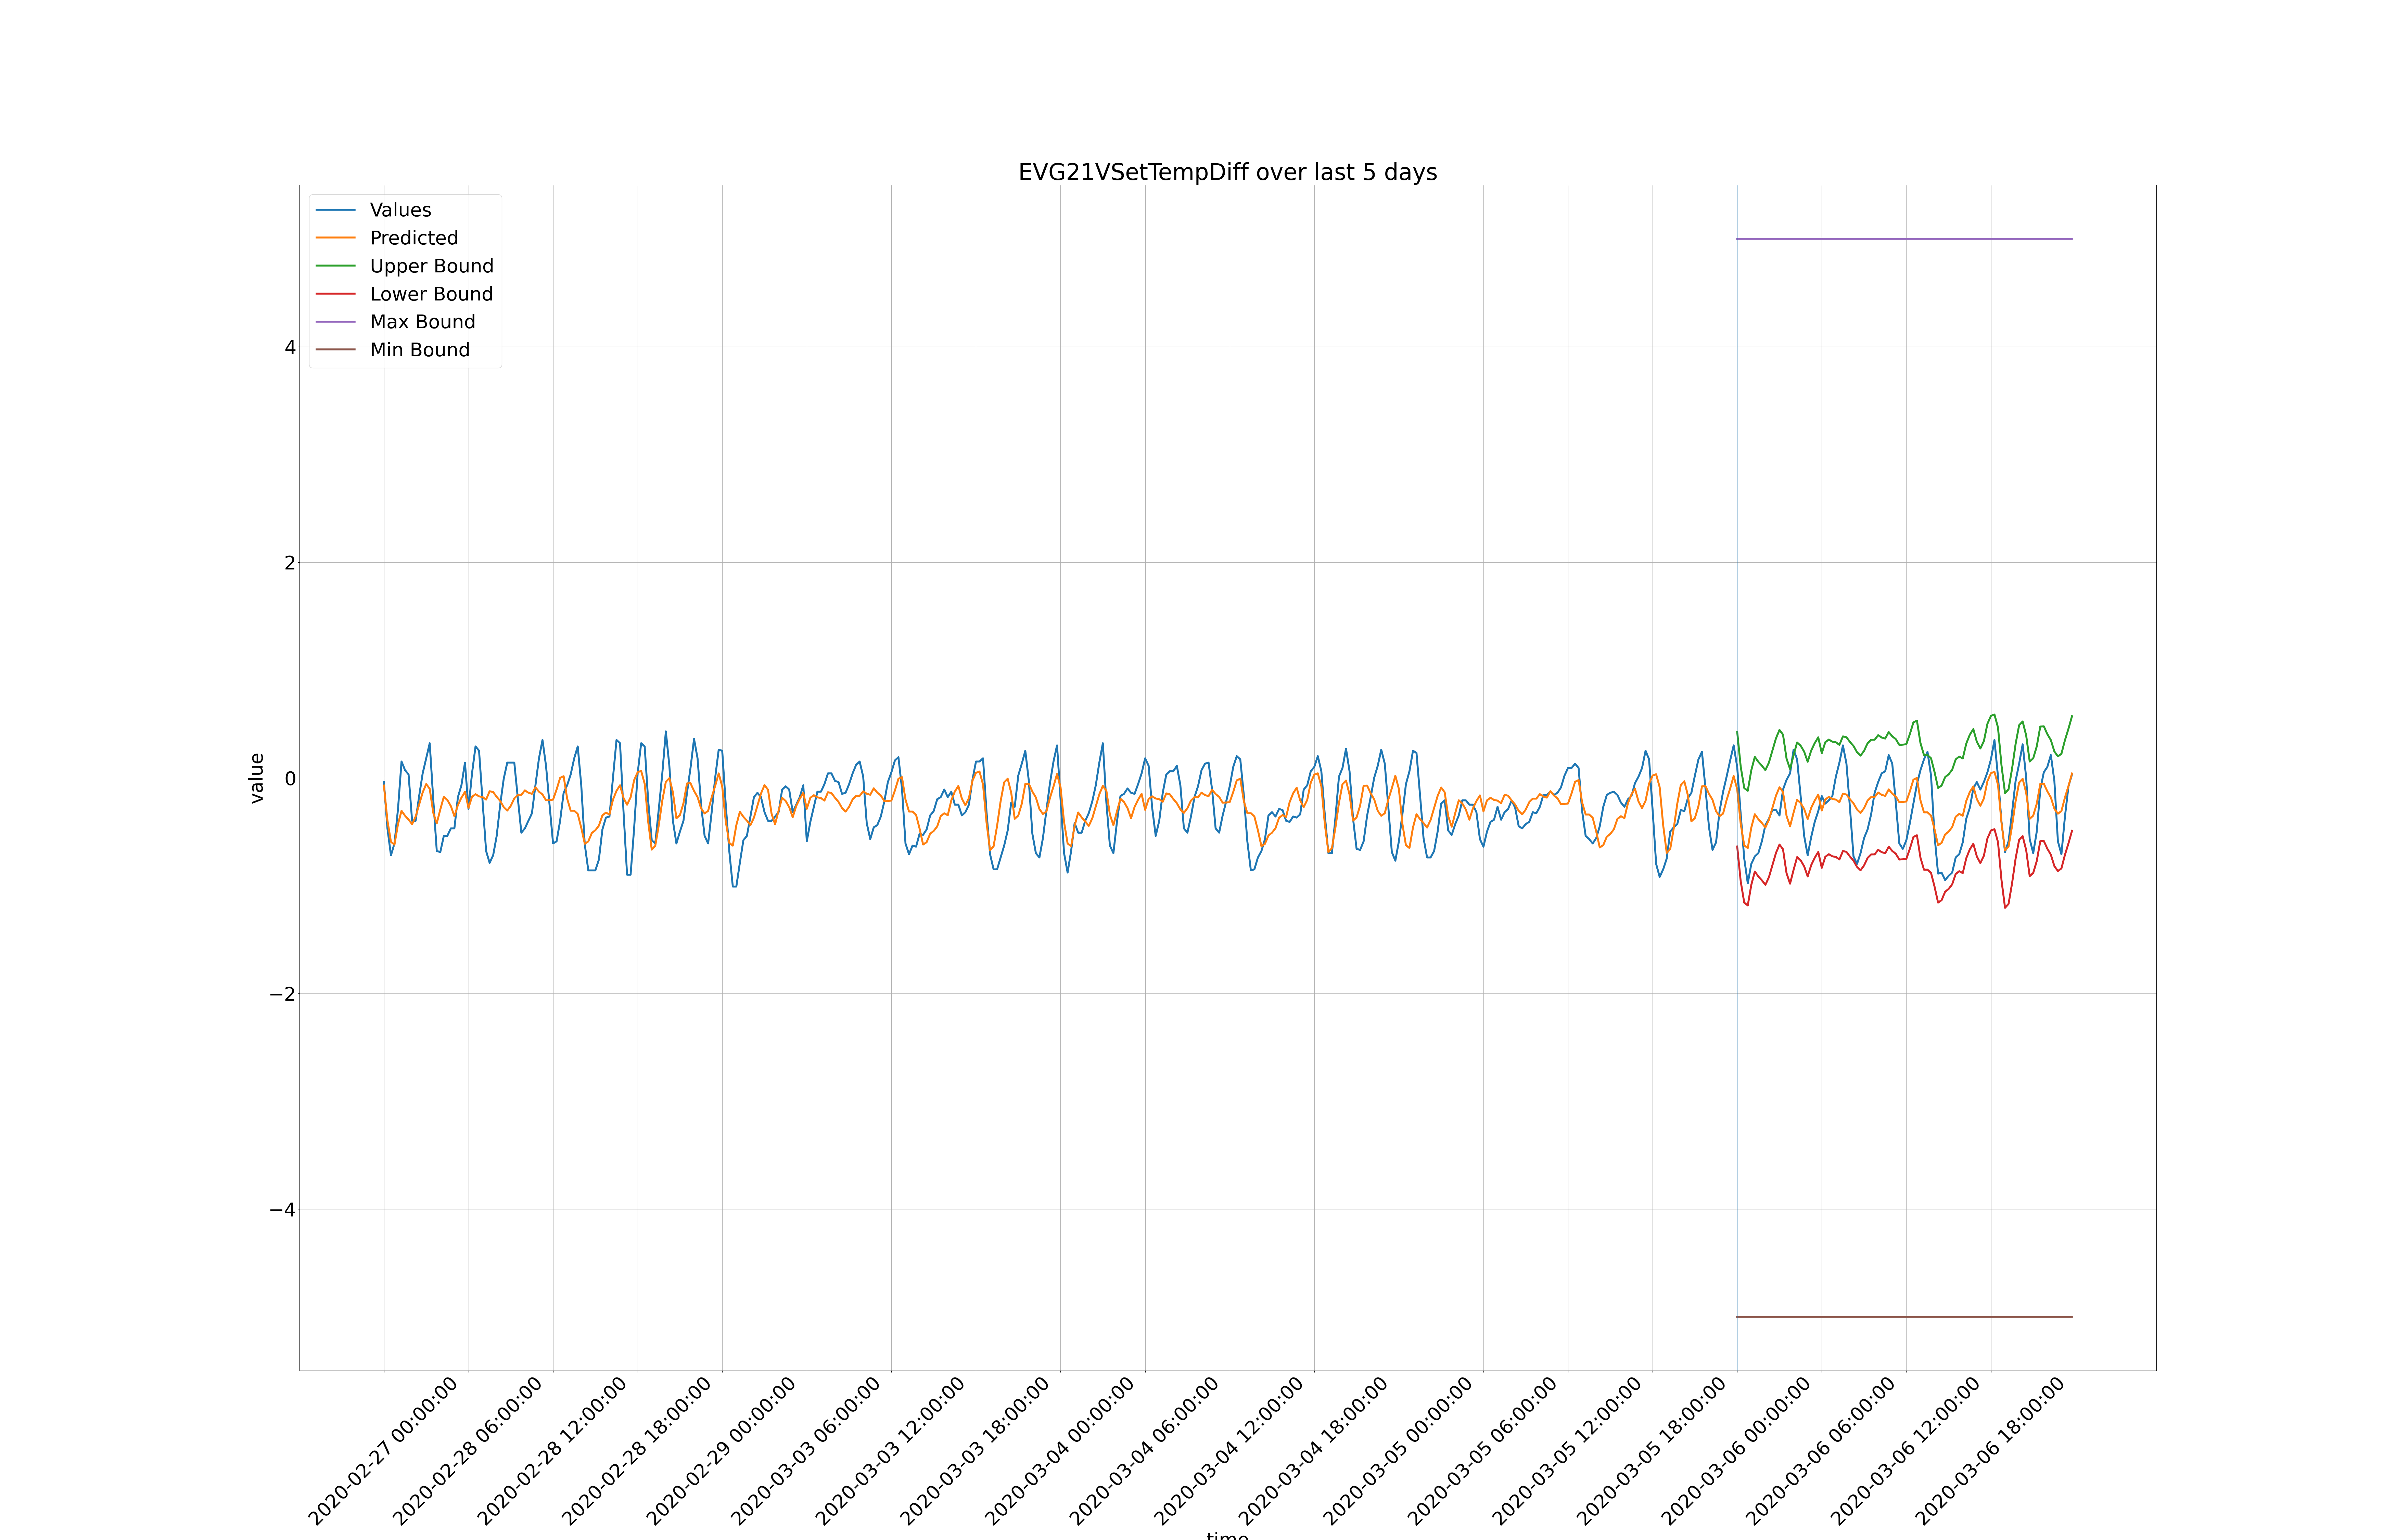 EVG21VSetTempDiff over last 5 days
Values
Predicted
Upper Bound
Lower Bound
Max Bound
Min Bound
value
4
2
0
−2
−4
2020-02-27 00:00:00
2020-02-28 06:00:00
2020-02-28 12:00:00
2020-02-28 18:00:00
2020-02-29 00:00:00
2020-03-03 06:00:00
2020-03-03 12:00:00
2020-03-03 18:00:00
2020-03-04 00:00:00
2020-03-04 06:00:00
2020-03-04 12:00:00
2020-03-04 18:00:00
2020-03-05 00:00:00
2020-03-05 06:00:00
2020-03-05 12:00:00
2020-03-05 18:00:00
2020-03-06 00:00:00
2020-03-06 06:00:00
2020-03-06 12:00:00
2020-03-06 18:00:00
time